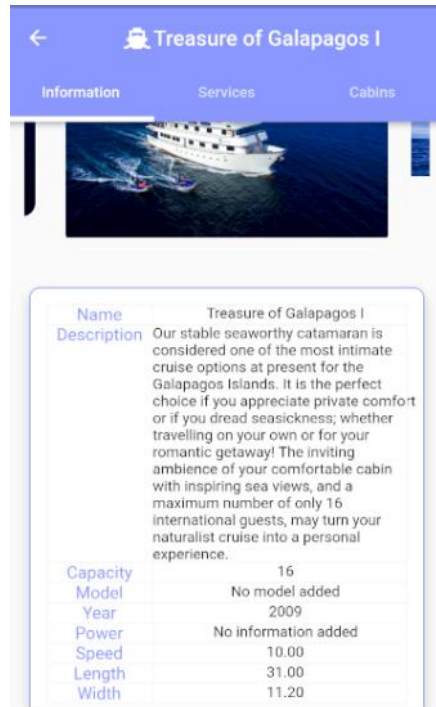 Treasure of Galapagos I
Information Services Cabins
Name Treasure of Galapagos I
Description Our stable seaworthy catamaran is
considered one of the most intimate
cruise options at present for the
Galapagos Islands. It is the perfect
choice if you appreciate private comfort
or if you dread seasickness; whether
travelling on your own or for your
romantic getaway! The inviting
ambience of your comfortable cabin
with inspiring sea views, and a
maximum number of only 16
international guests, may turn your
naturalist cruise into a personal
experience.
Capacity 16
Model No model added
Year 2009
Power No information added
Speed 10.00
Length 31.00
Width 11.20